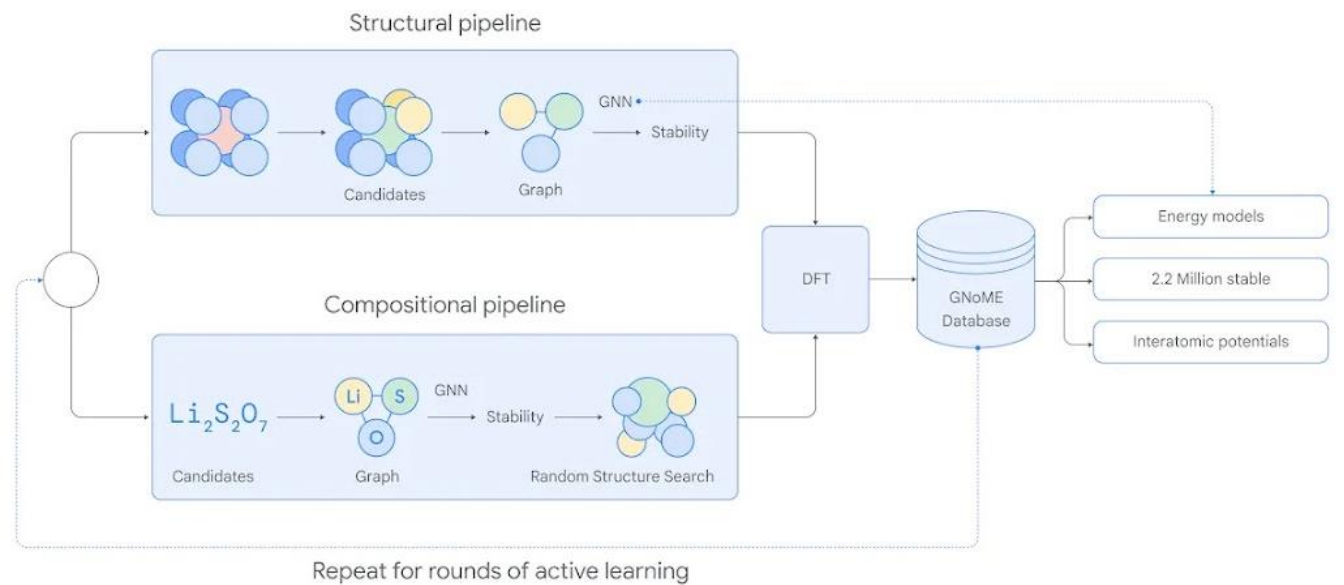 Structural pipeline
GNN
Stability
Candidates
Graph
Energy models
DFT
GNoME
Database
2.2 Million stable
Compositional pipeline
Interatomic potentials
Li
S
GNN
Li₂S₂O₇
Stability
O
Candidates
Graph
Random Structure Search
Repeat for rounds of active learning